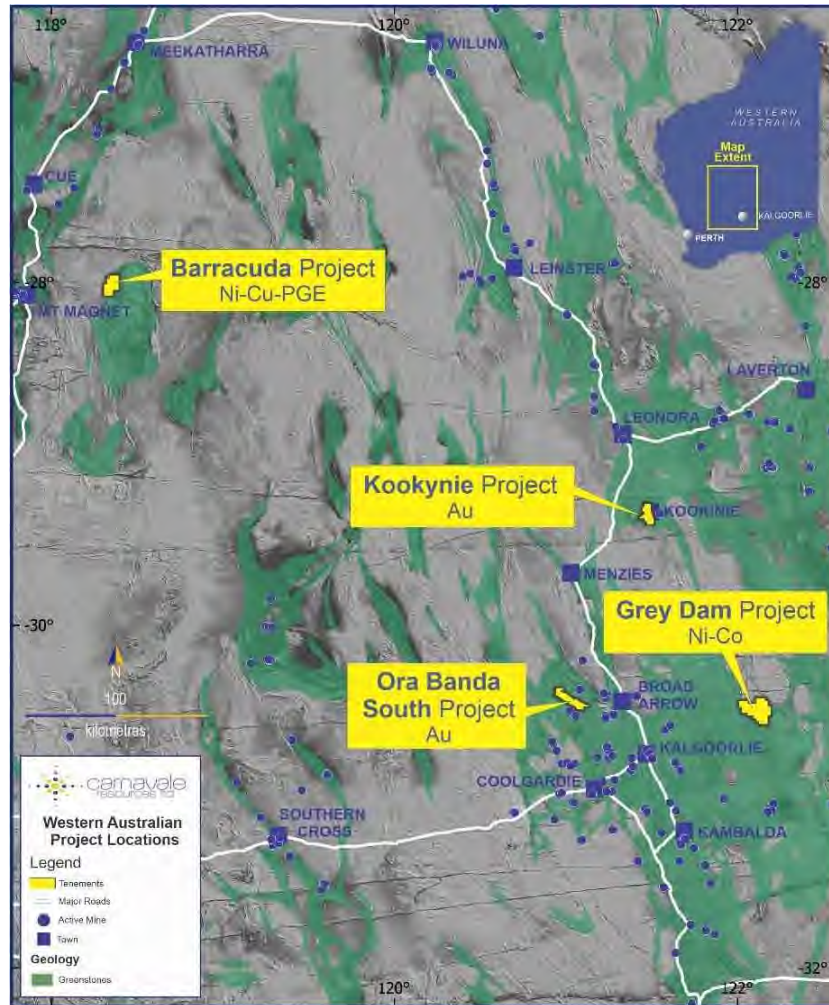 118°
120°
122°
MEEKATHARRA
WILUNA
WESTERN
AUSTRALIA
Map
Extent
KALGOORLIE
PERTH
CUE
Barracuda Project
Ni-Cu-PGE
-28°
-28°
LEINSTER
MT MAGNET
LAVERTON
LEONORA
Kookynie Project
Au
KOOKINIE
MENZIES
Grey Dam Project
Ni-Co
-30°
N
100
kilometres
Ora Banda
South Project
Au
BROAD
ARROW
KALGOORLIE
COOLGARDIE
SOUTHERN
CROSS
KAMBALDA
carnavale
resources ltd
Western Australian
Project Locations
Legend
Tenements
Major Roads
Active Mine
Town
Geology
Greenstones
120°
122°
-32°